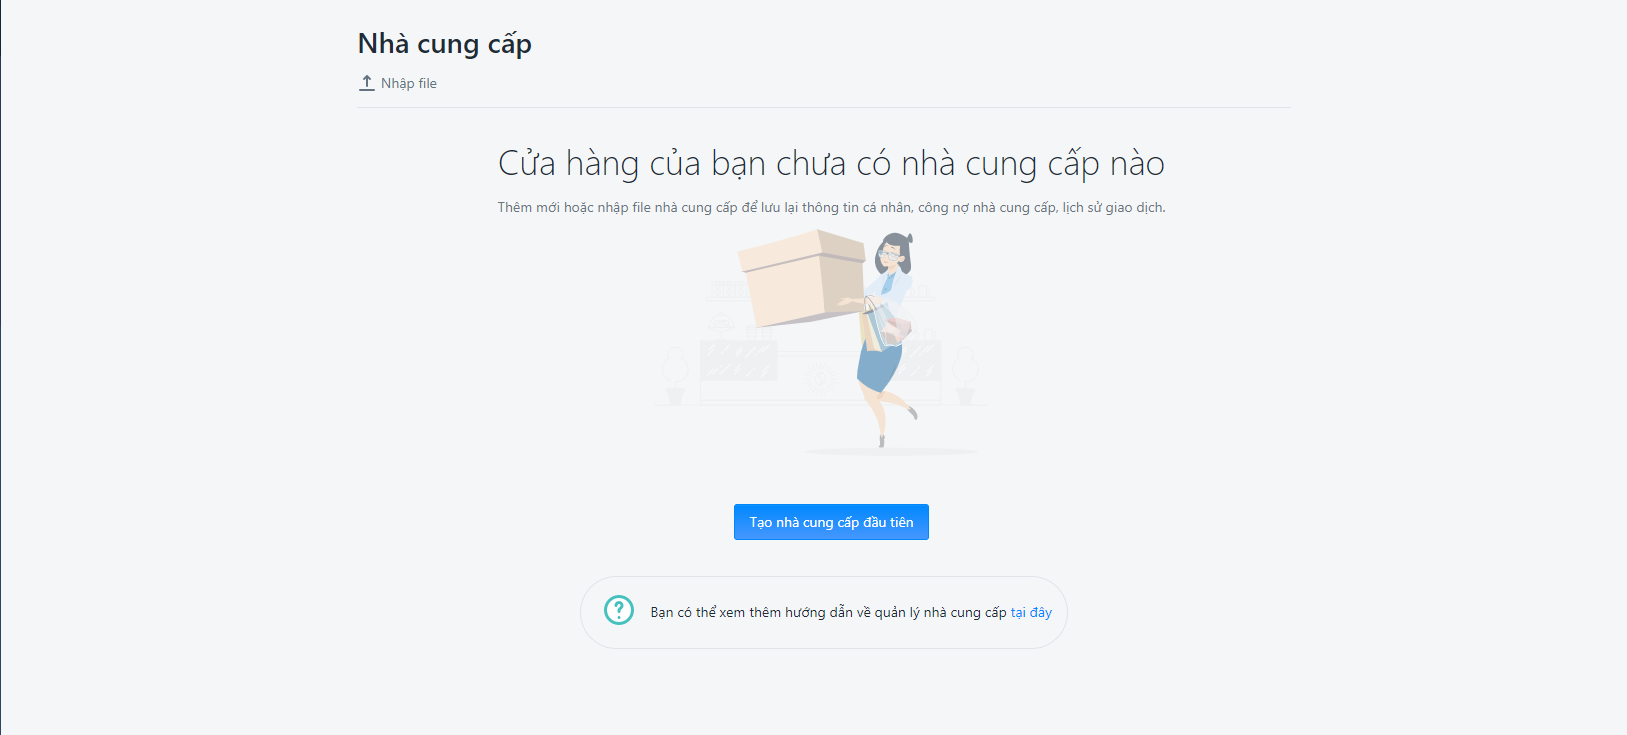 Nhà cung cấp
Nhập file
Cửa hàng của bạn chưa có nhà cung cấp nào
Thêm mới hoặc nhập file nhà cung cấp để lưu lại thông tin cá nhân, công nợ nhà cung cấp, lịch sử giao dịch.
Tạo nhà cung cấp đầu tiên
Bạn có thể xem thêm hướng dẫn về quản lý nhà cung cấp tại đây